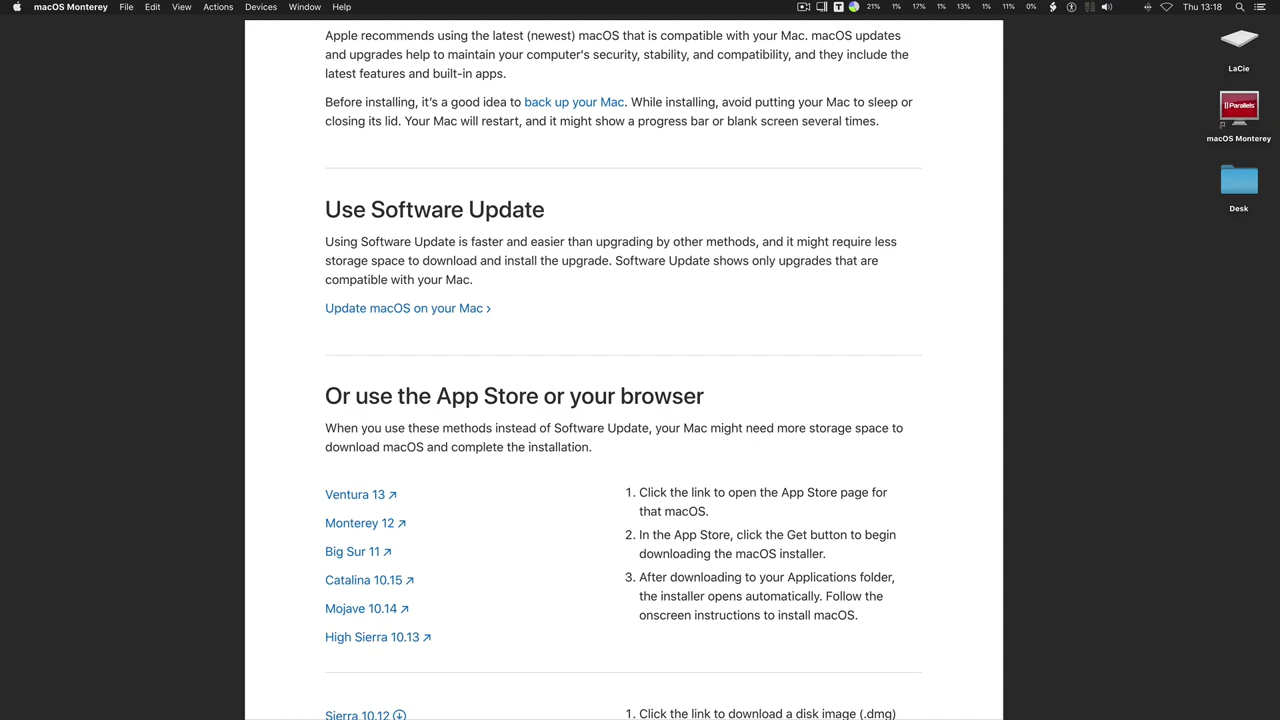 macOS Monterey File Edit View Actions Devices Window Help 21% 1% 17% 1% 13% 1% 11% 0% Thu 13:18
Apple recommends using the latest (newest) macOS that is compatible with your Mac. macOS updates
and upgrades help to maintain your computer's security, stability, and compatibility, and they include the
latest features and built-in apps.
Before installing, it’s a good idea to back up your Mac. While installing, avoid putting your Mac to sleep or
closing its lid. Your Mac will restart, and it might show a progress bar or blank screen several times.
Use Software Update
Using Software Update is faster and easier than upgrading by other methods, and it might require less
storage space to download and install the upgrade. Software Update shows only upgrades that are
compatible with your Mac.
Update macOS on your Mac ›
Or use the App Store or your browser
When you use these methods instead of Software Update, your Mac might need more storage space to
download macOS and complete the installation.
Ventura 13 ↗
Monterey 12 ↗
Big Sur 11 ↗
Catalina 10.15 ↗
Mojave 10.14 ↗
High Sierra 10.13 ↗
1. Click the link to open the App Store page for
that macOS.
2. In the App Store, click the Get button to begin
downloading the macOS installer.
3. After downloading to your Applications folder,
the installer opens automatically. Follow the
onscreen instructions to install macOS.
Sierra 10.12
1. Click the link to download a disk image (.dmg)
LaCie
Parallels
macOS Monterey
Desk